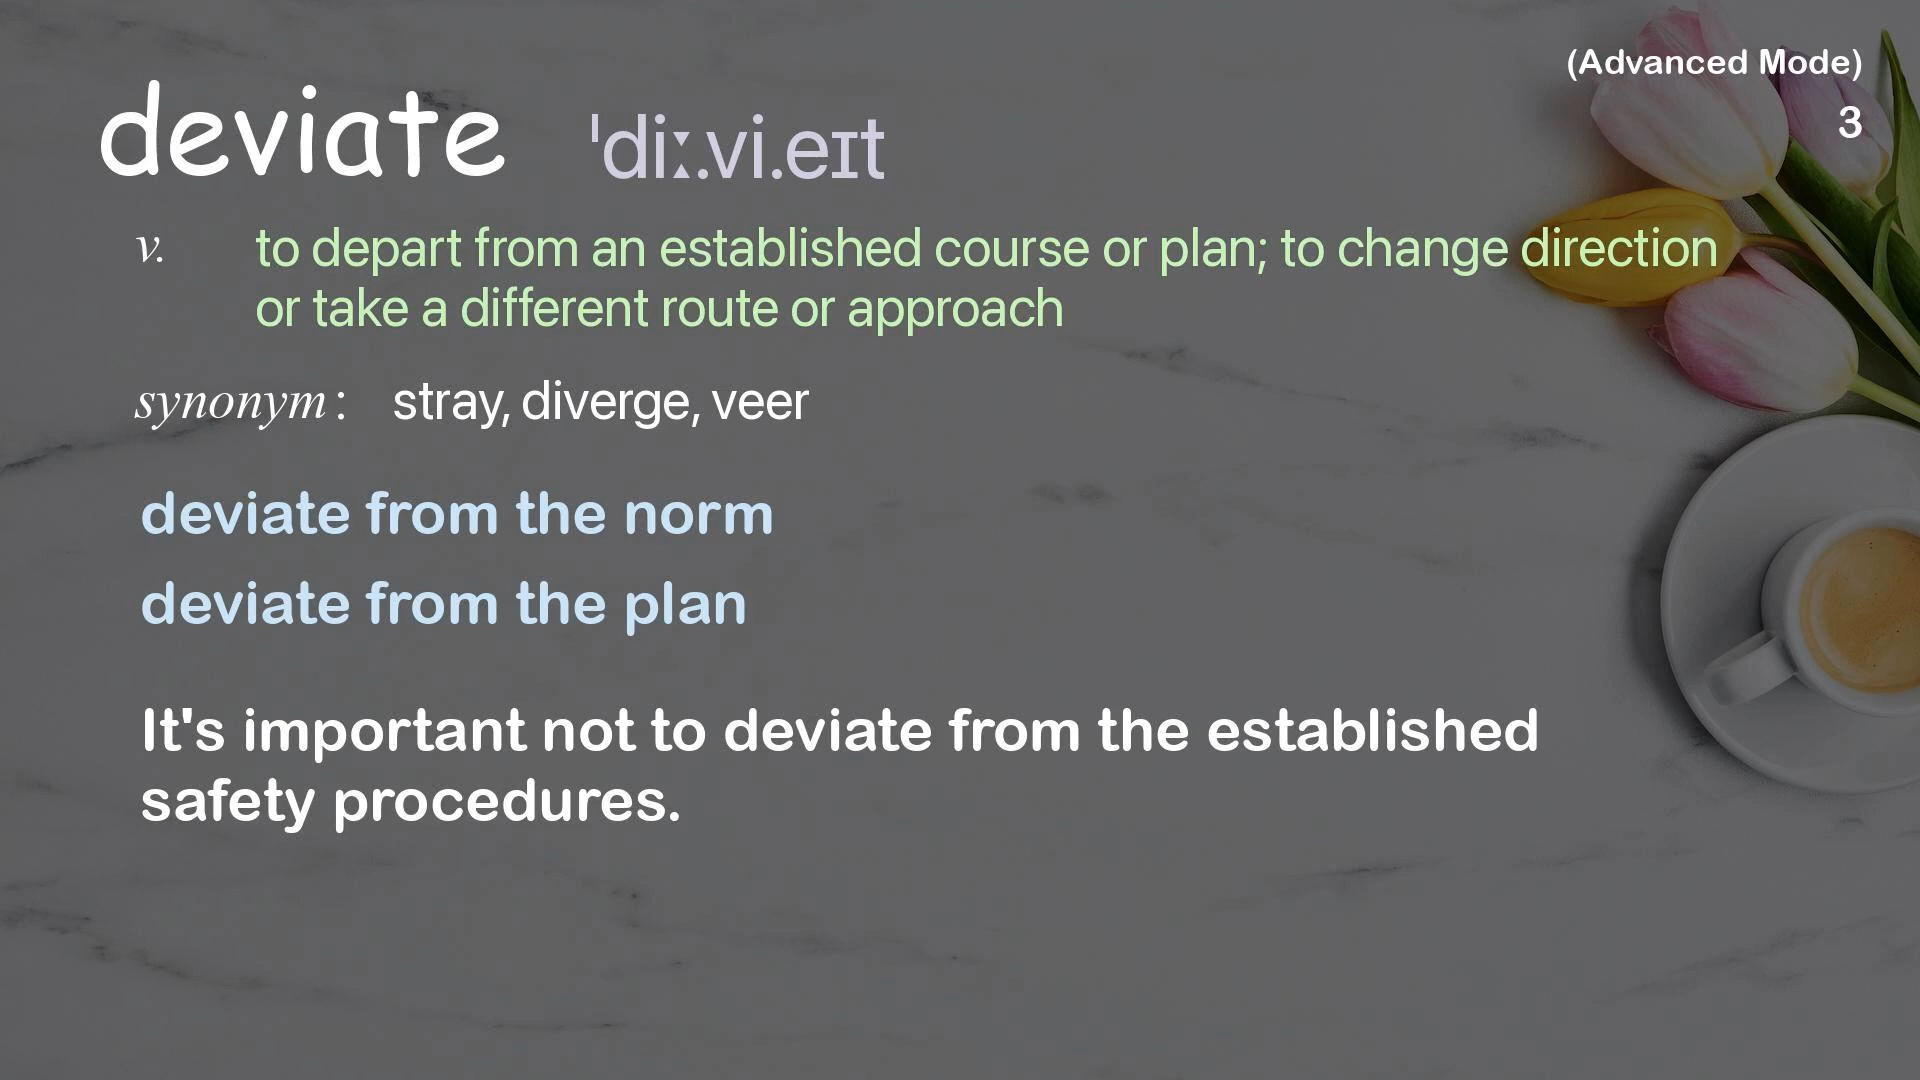 (Advanced Mode)
3
deviate ˈdiː.vi.eɪt
v. to depart from an established course or plan; to change direction
or take a different route or approach
synonym: stray, diverge, veer
deviate from the norm
deviate from the plan
It's important not to deviate from the established
safety procedures.